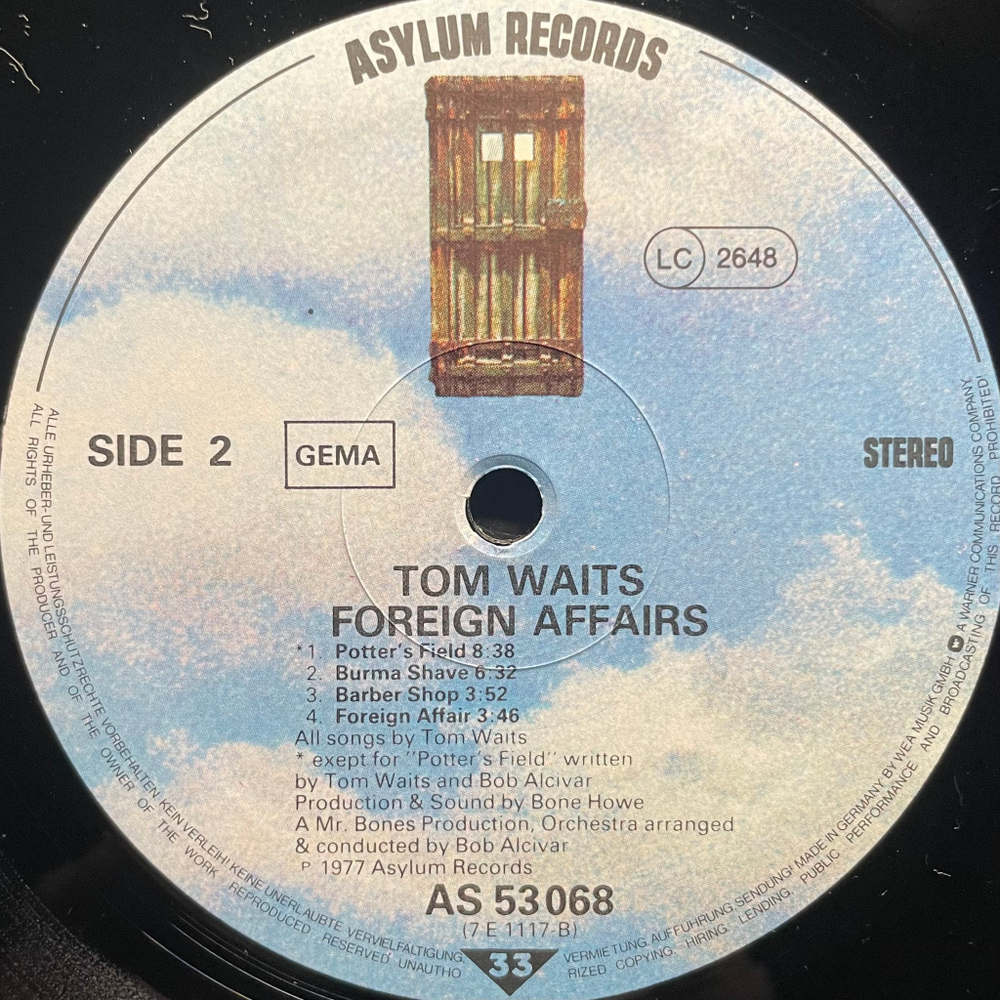 ASYLUM RECORDS
LC 2648
SIDE 2
GEMA
STEREO
TOM WAITS
FOREIGN AFFAIRS
*1. Potter's Field 8:38
2. Burma Shave 6:32
3. Barber Shop 3:52
4. Foreign Affair 3:46
All songs by Tom Waits
* exept for "Potter's Field" written
by Tom Waits and Bob Alcivar
Production & Sound by Bone Howe
A Mr. Bones Production, Orchestra arranged
& conducted by Bob Alcivar
℗ 1977 Asylum Records
AS 53 068
(7 E 1117-B)
33
ALLE URHEBER- UND LEISTUNGSSCHUTZRECHTE VORBEHALTEN. KEIN VERLEIH! KEINE UNERLAUBTE VERVIELFÄLTIGUNG, VERMIETUNG, AUFFÜHRUNG, SENDUNG! MADE IN GERMANY BY WEA MUSIK GMBH A WARNER COMMUNICATIONS COMPANY.
ALL RIGHTS OF THE PRODUCER AND OF THE OWNER OF THE WORK REPRODUCED RESERVED UNAUTHORIZED COPYING, HIRING, LENDING, PUBLIC PERFORMANCE AND BROADCASTING OF THIS RECORD PROHIBITED!